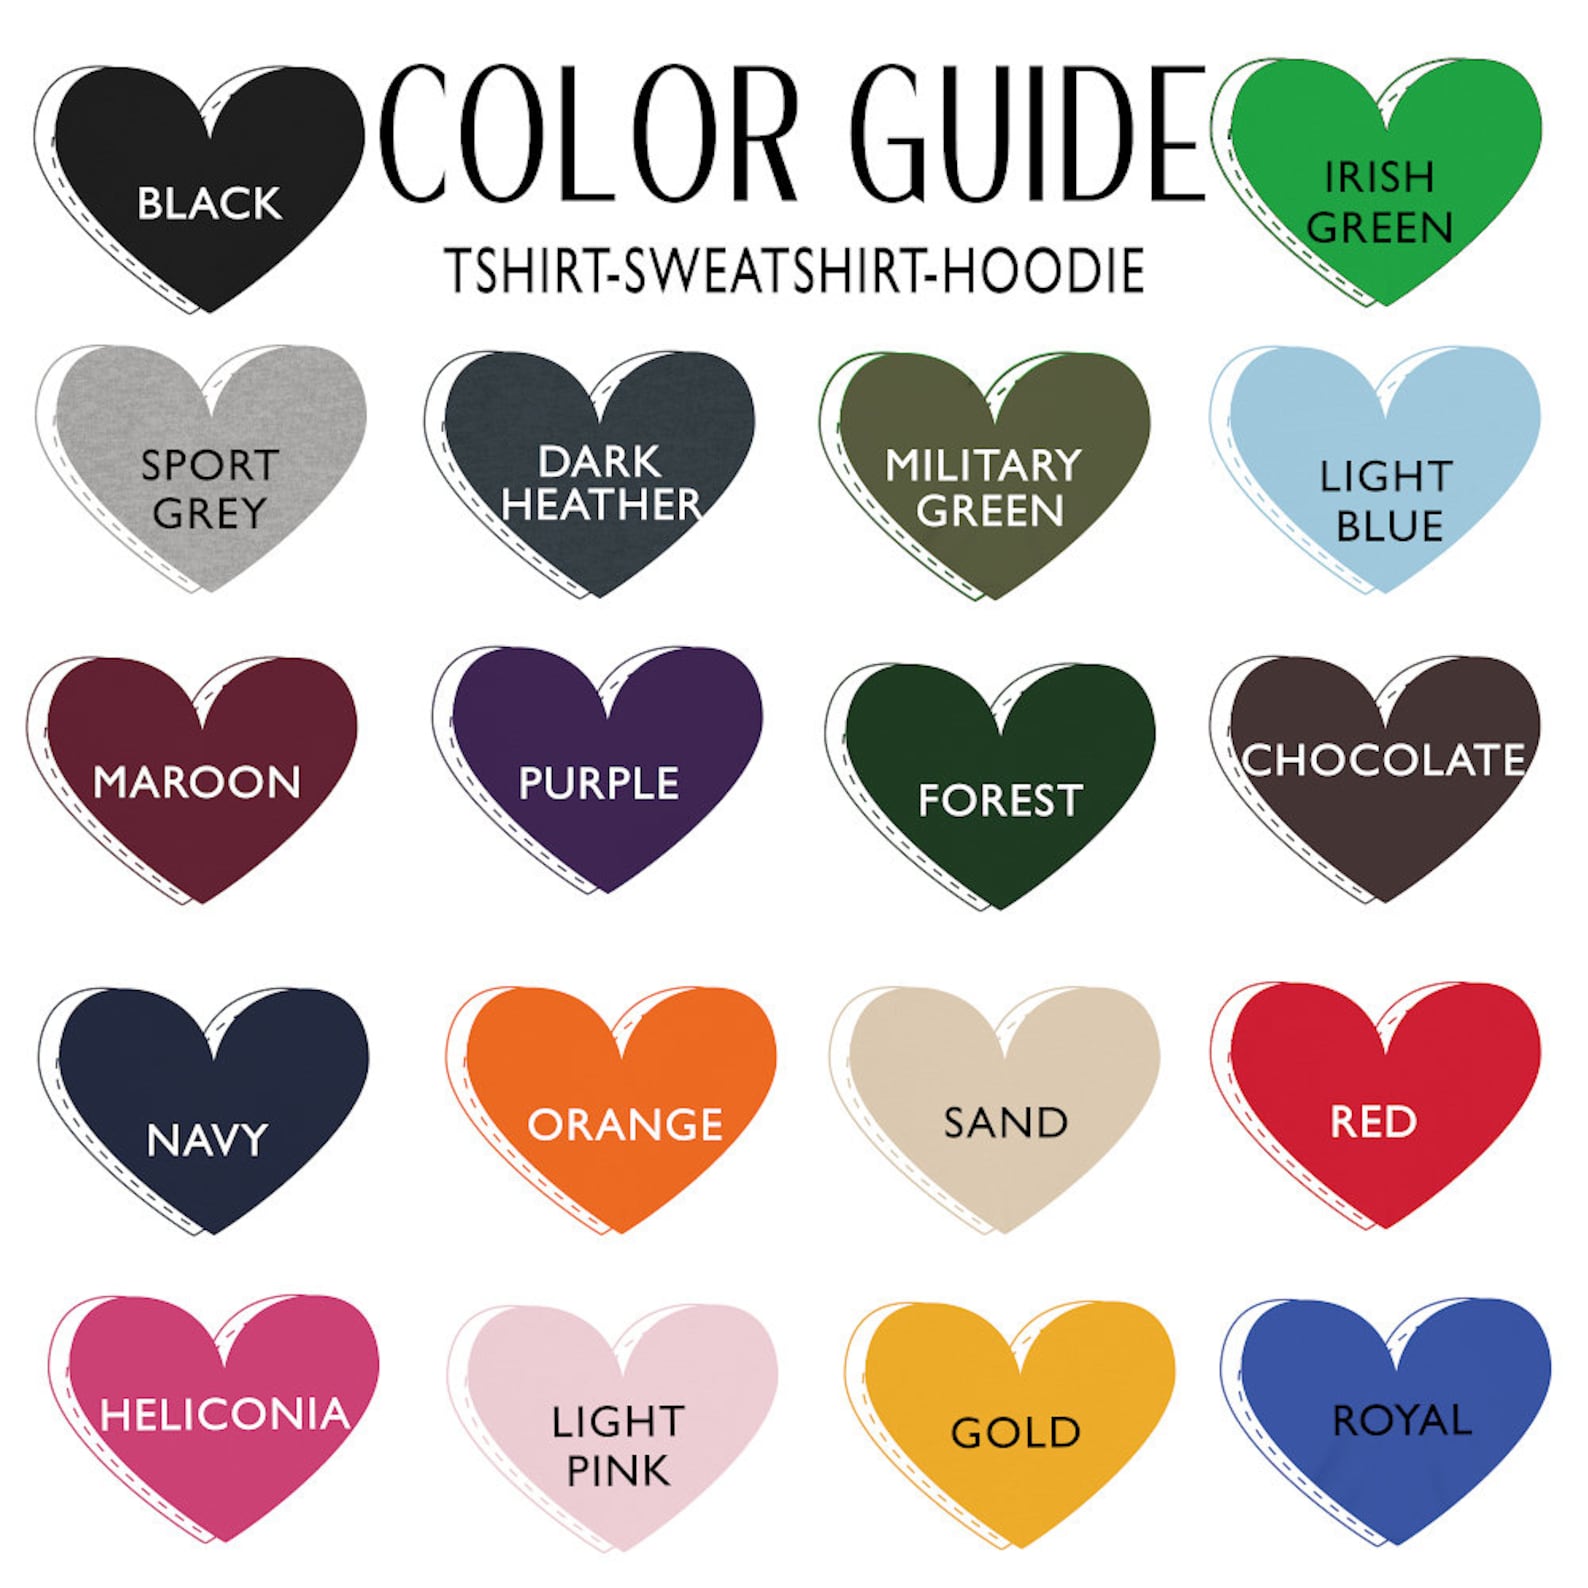 BLACK
COLOR GUIDE
TSHIRT-SWEATSHIRT-HOODIE
IRISH
GREEN
SPORT
GREY
DARK
HEATHER
MILITARY
GREEN
LIGHT
BLUE
MAROON
PURPLE
FOREST
CHOCOLATE
NAVY
ORANGE
SAND
RED
HELICONIA
LIGHT
PINK
GOLD
ROYAL